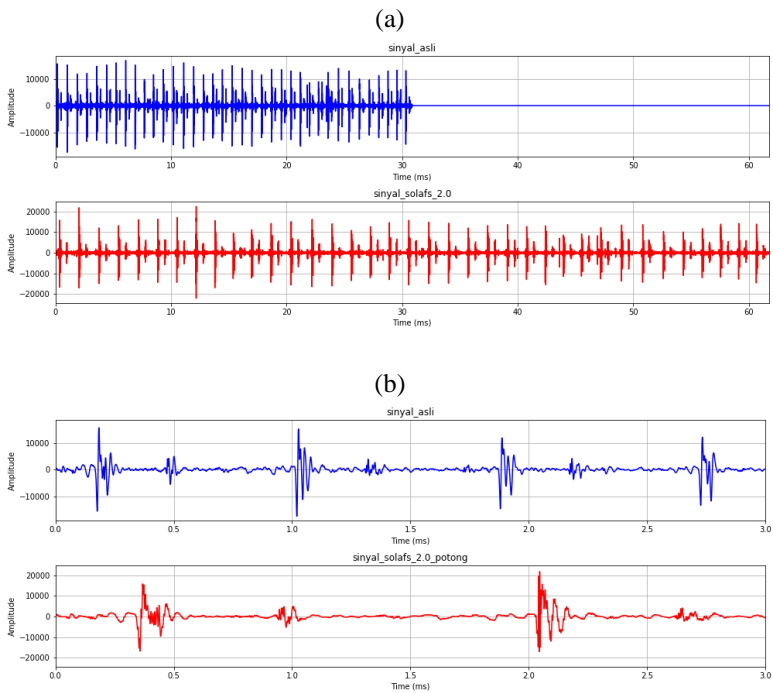 (a)
sinyal_asli
Amplitude
10000
0
−10000
0 10 20 30 40 50 60
Time (ms)
sinyal_solafs_2.0
Amplitude
20000
10000
0
−10000
−20000
0 10 20 30 40 50 60
Time (ms)
(b)
sinyal_asli
Amplitude
10000
0
−10000
0.0 0.5 1.0 1.5 2.0 2.5 3.0
Time (ms)
sinyal_solafs_2.0_potong
Amplitude
20000
10000
0
−10000
−20000
0.0 0.5 1.0 1.5 2.0 2.5 3.0
Time (ms)